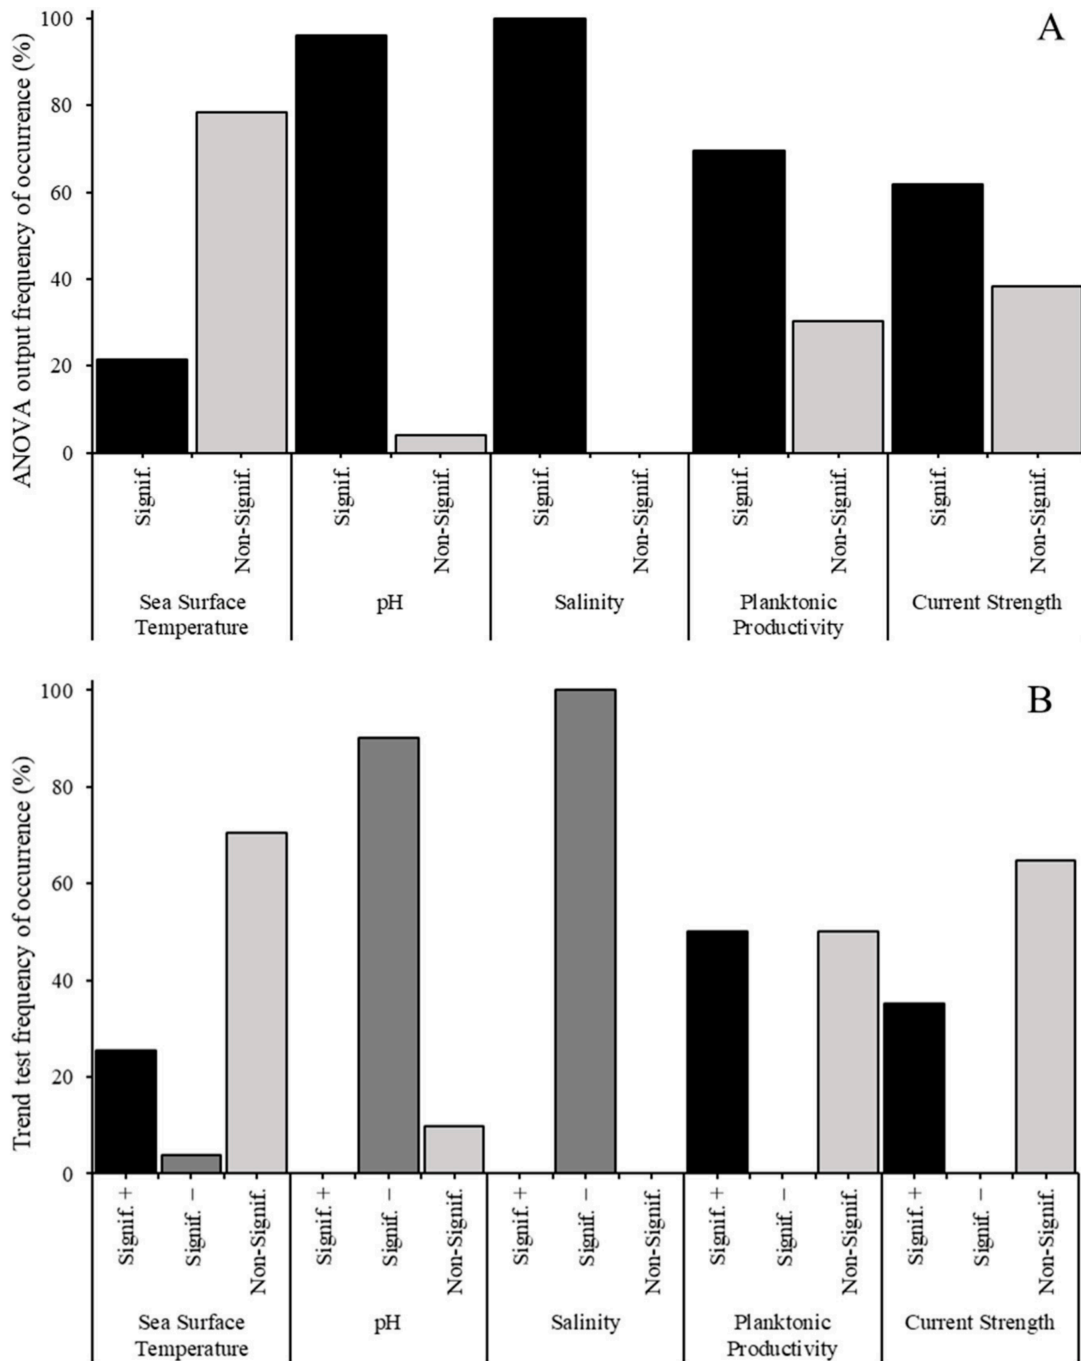 A
ANOVA output frequency of occurrence (%)
100
80
60
40
20
0
Signif.
Non-Signif.
Signif.
Non-Signif.
Signif.
Non-Signif.
Signif.
Non-Signif.
Signif.
Non-Signif.
Sea Surface
Temperature
pH
Salinity
Planktonic
Productivity
Current Strength
B
Trend test frequency of occurrence (%)
100
80
60
40
20
0
Signif. +
Signif. –
Non-Signif.
Signif. +
Signif. –
Non-Signif.
Signif. +
Signif. –
Non-Signif.
Signif. +
Signif. –
Non-Signif.
Signif. +
Signif. –
Non-Signif.
Sea Surface
Temperature
pH
Salinity
Planktonic
Productivity
Current Strength